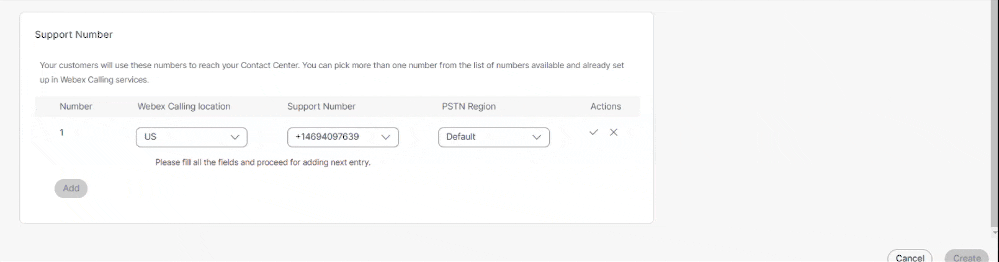 Support Number
Your customers will use these numbers to reach your Contact Center. You can pick more than one number from the list of numbers available and already set
up in Webex Calling services.
Number Webex Calling location Support Number PSTN Region Actions
1 US +14694097639 Default
Please fill all the fields and proceed for adding next entry.
Add
Cancel Create